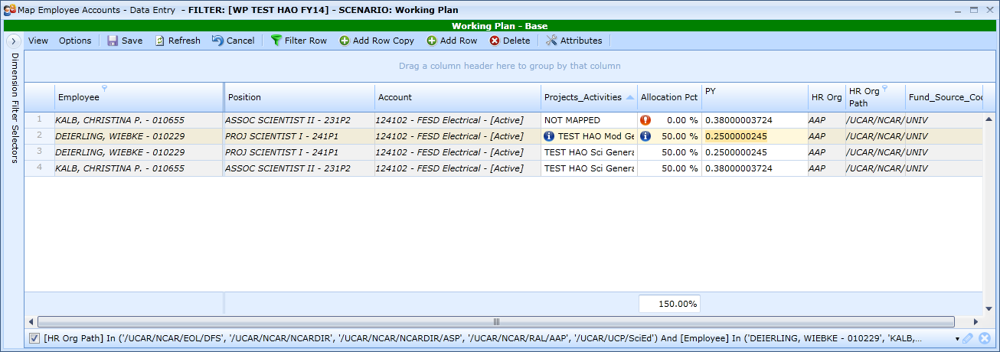 Map Employee Accounts - Data Entry - FILTER: [WP TEST HAO FY14] - SCENARIO: Working Plan
Working Plan - Base
View Options Save Refresh Cancel Filter Row Add Row Copy Add Row Delete Attributes
Dimension Filter Selectors
Drag a column header here to group by that column
Employee Position Account Projects_Activities Allocation Pct PY HR Org HR Org Path Fund_Source_Coc
1 KALB, CHRISTINA P. - 010655 ASSOC SCIENTIST II - 231P2 124102 - FESD Electrical - [Active] NOT MAPPED 0.00 % 0.38000003724 AAP /UCAR/NCAR/ UNIV
2 DEIERLING, WIEBKE - 010229 PROJ SCIENTIST I - 241P1 124102 - FESD Electrical - [Active] TEST HAO Mod Ge 50.00 % 0.2500000245 AAP /UCAR/NCAR/ UNIV
3 DEIERLING, WIEBKE - 010229 PROJ SCIENTIST I - 241P1 124102 - FESD Electrical - [Active] TEST HAO Sci Genera 50.00 % 0.2500000245 AAP /UCAR/NCAR/ UNIV
4 KALB, CHRISTINA P. - 010655 ASSOC SCIENTIST II - 231P2 124102 - FESD Electrical - [Active] TEST HAO Sci Genera 50.00 % 0.38000003724 AAP /UCAR/NCAR/ UNIV
150.00%
[HR Org Path] In ('/UCAR/NCAR/EOL/DFS', '/UCAR/NCAR/NCARDIR', '/UCAR/NCAR/NCARDIR/ASP', '/UCAR/NCAR/RAL/AAP', '/UCAR/UCP/SciEd') And [Employee] In ('DEIERLING, WIEBKE - 010229', 'KALB,...